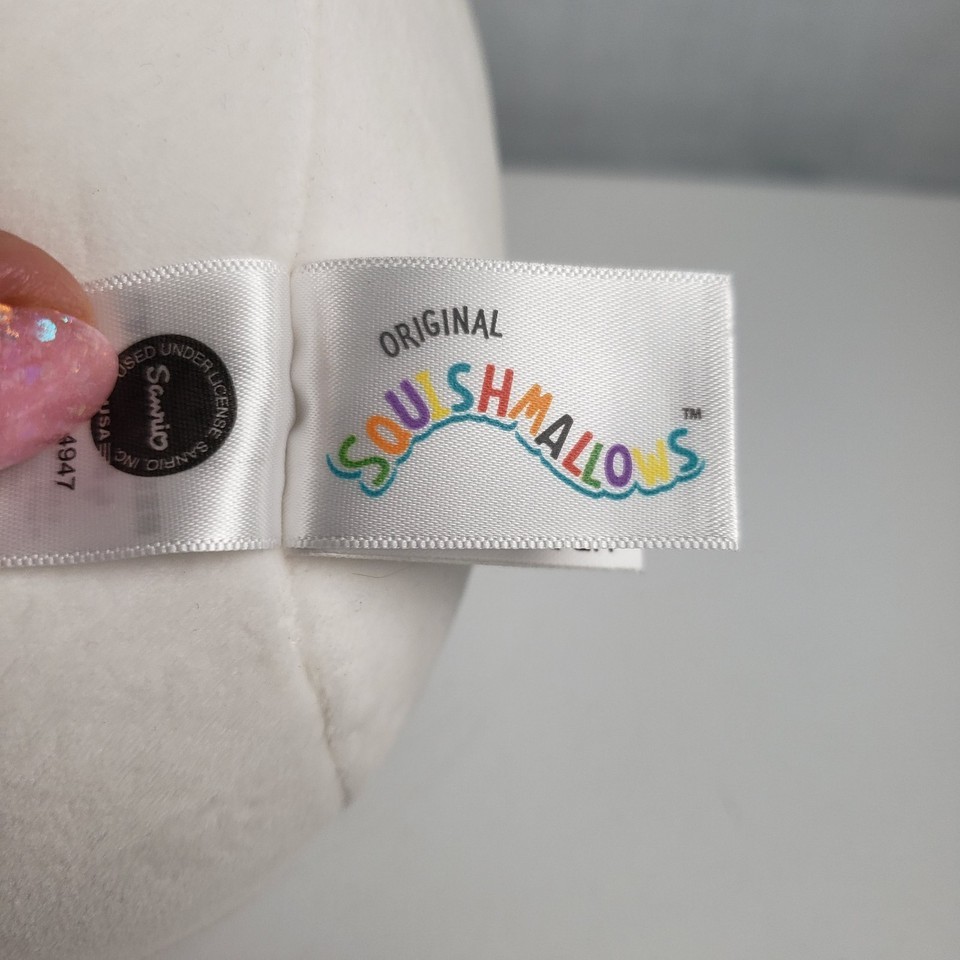 ORIGINAL
SQUISHMALLOWS™
USED UNDER LICENSE, SANRIO, INC.
Sanrio
USA
4947